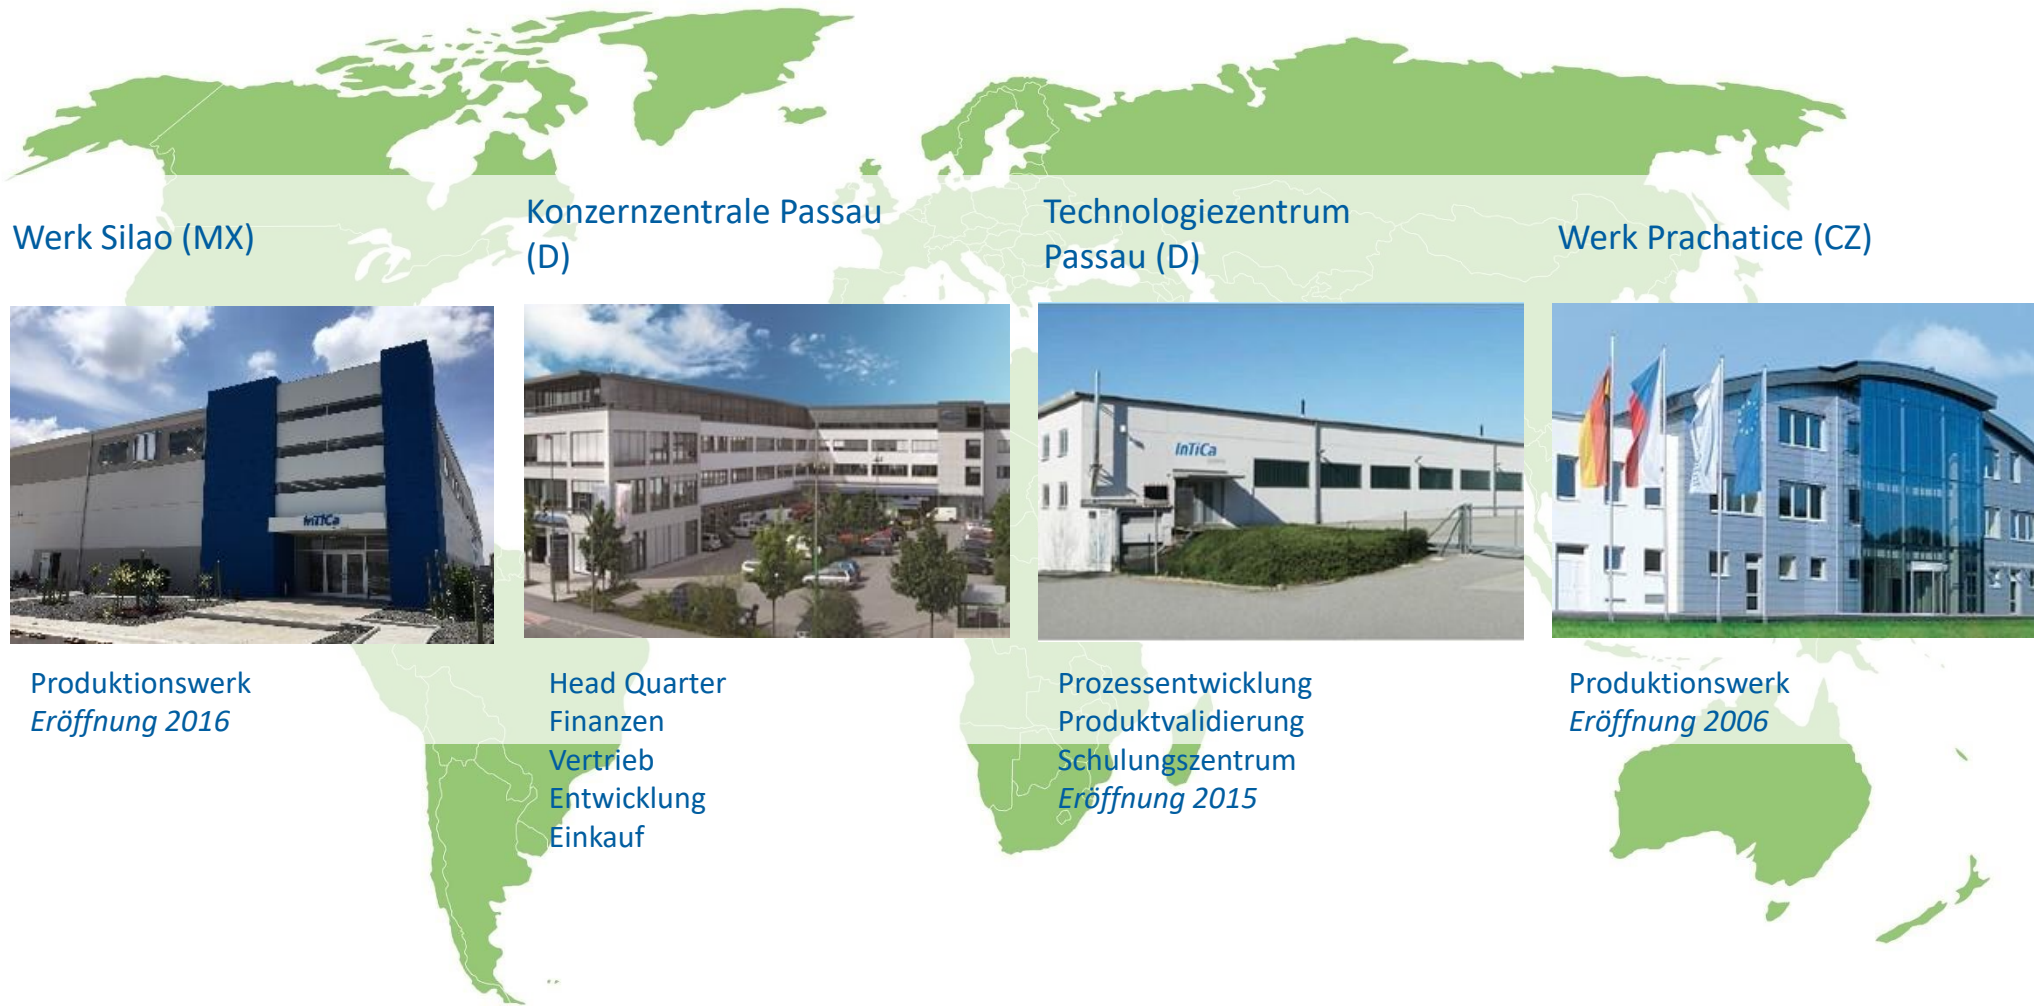 Werk Silao (MX)
Konzernzentrale Passau
(D)
Technologiezentrum
Passau (D)
Werk Prachatice (CZ)
InTiCa
InTiCa
Produktionswerk
Eröffnung 2016
Head Quarter
Finanzen
Vertrieb
Entwicklung
Einkauf
Prozessentwicklung
Produktvalidierung
Schulungszentrum
Eröffnung 2015
Produktionswerk
Eröffnung 2006